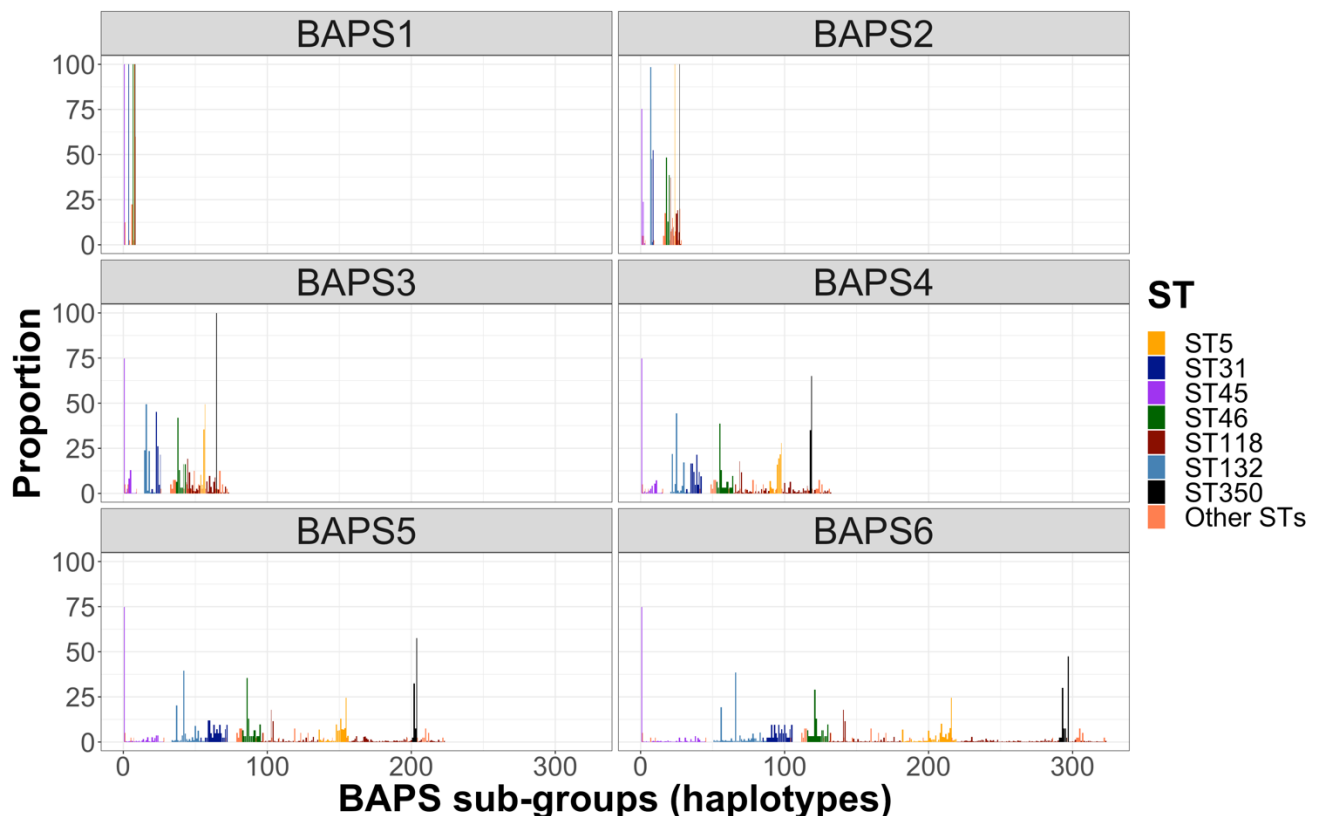 BAPS1 BAPS2
100
75
50
25
0
BAPS3 BAPS4
100
75
50
25
0
BAPS5 BAPS6
100
75
50
25
0
0 100 200 300 0 100 200 300
BAPS sub-groups (haplotypes)
Proportion
ST
ST5
ST31
ST45
ST46
ST118
ST132
ST350
Other STs